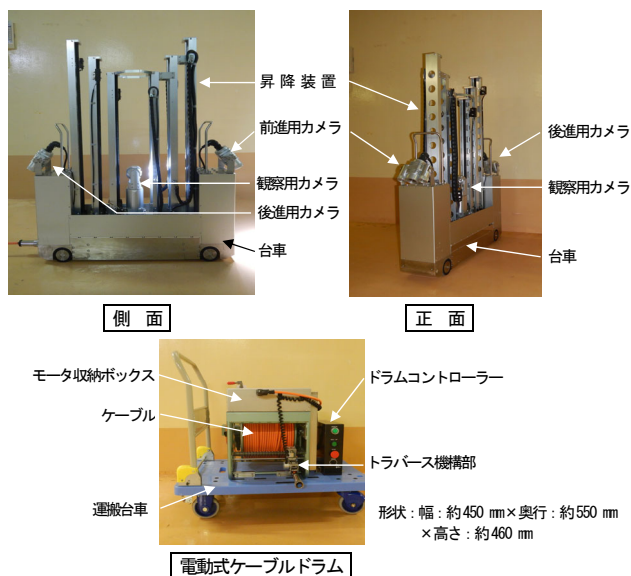 昇降装置
前進用カメラ
観察用カメラ
後進用カメラ
台車
側 面
後進用カメラ
観察用カメラ
台車
正 面
モータ収納ボックス
ケーブル
運搬台車
ドラムコントローラー
トラバース機構部
形状:幅:約450 ㎜×奥行:約550 ㎜
×高さ:約460 ㎜
電動式ケーブルドラム